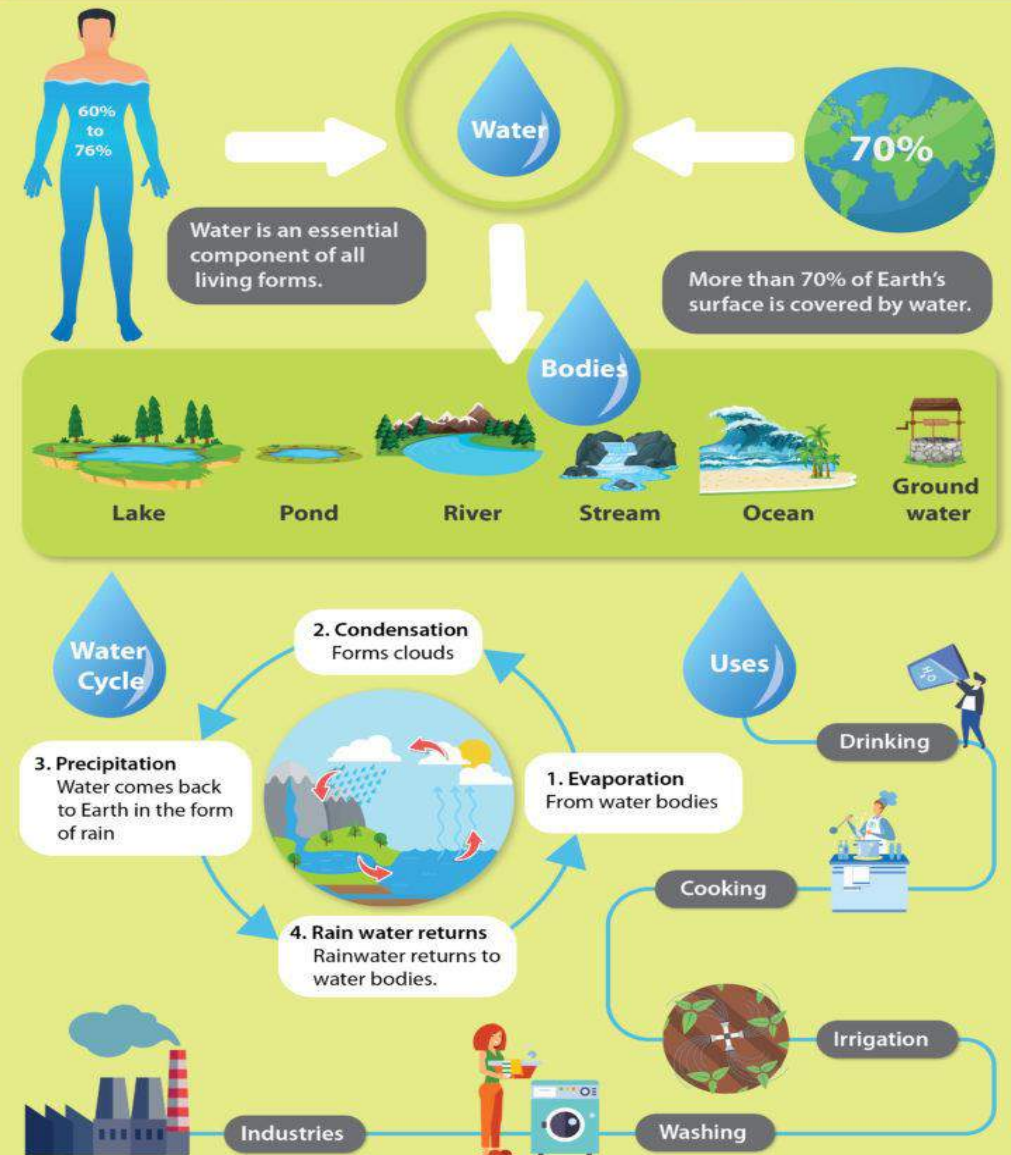 60%
to
76%
Water
70%
Water is an essential
component of all
living forms.
More than 70% of Earth's
surface is covered by water.
Bodies
Lake
Pond
River
Stream
Ocean
Ground
water
Water
Cycle
2. Condensation
Forms clouds
3. Precipitation
Water comes back
to Earth in the form
of rain
1. Evaporation
From water bodies
4. Rain water returns
Rainwater returns to
water bodies.
Uses
H2O
Drinking
Cooking
Irrigation
Washing
Industries